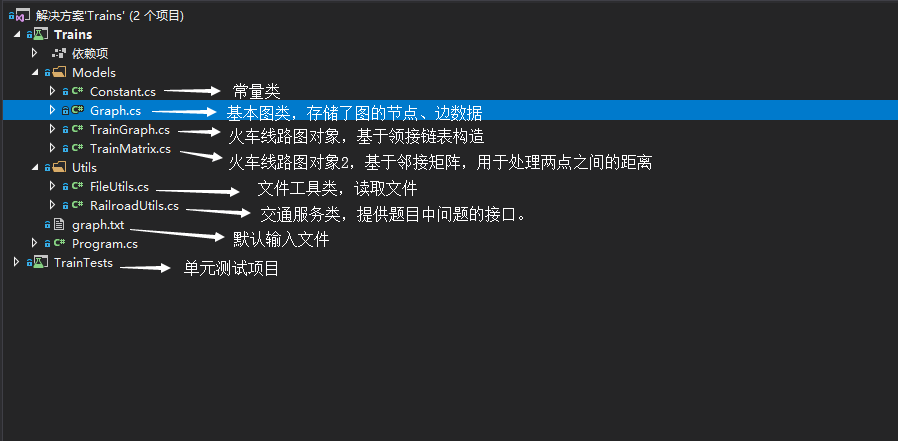 解决方案'Trains' (2 个项目)
Trains
依赖项
Models
C# Constant.cs 常量类
C# Graph.cs 基本图类，存储了图的节点、边数据
C# TrainGraph.cs 火车线路图对象，基于领接链表构造
C# TrainMatrix.cs 火车线路图对象2，基于邻接矩阵，用于处理两点之间的距离
Utils
C# FileUtils.cs 文件工具类，读取文件
C# RailroadUtils.cs 交通服务类，提供题目中问题的接口。
graph.txt 默认输入文件
C# Program.cs
TrainTests 单元测试项目